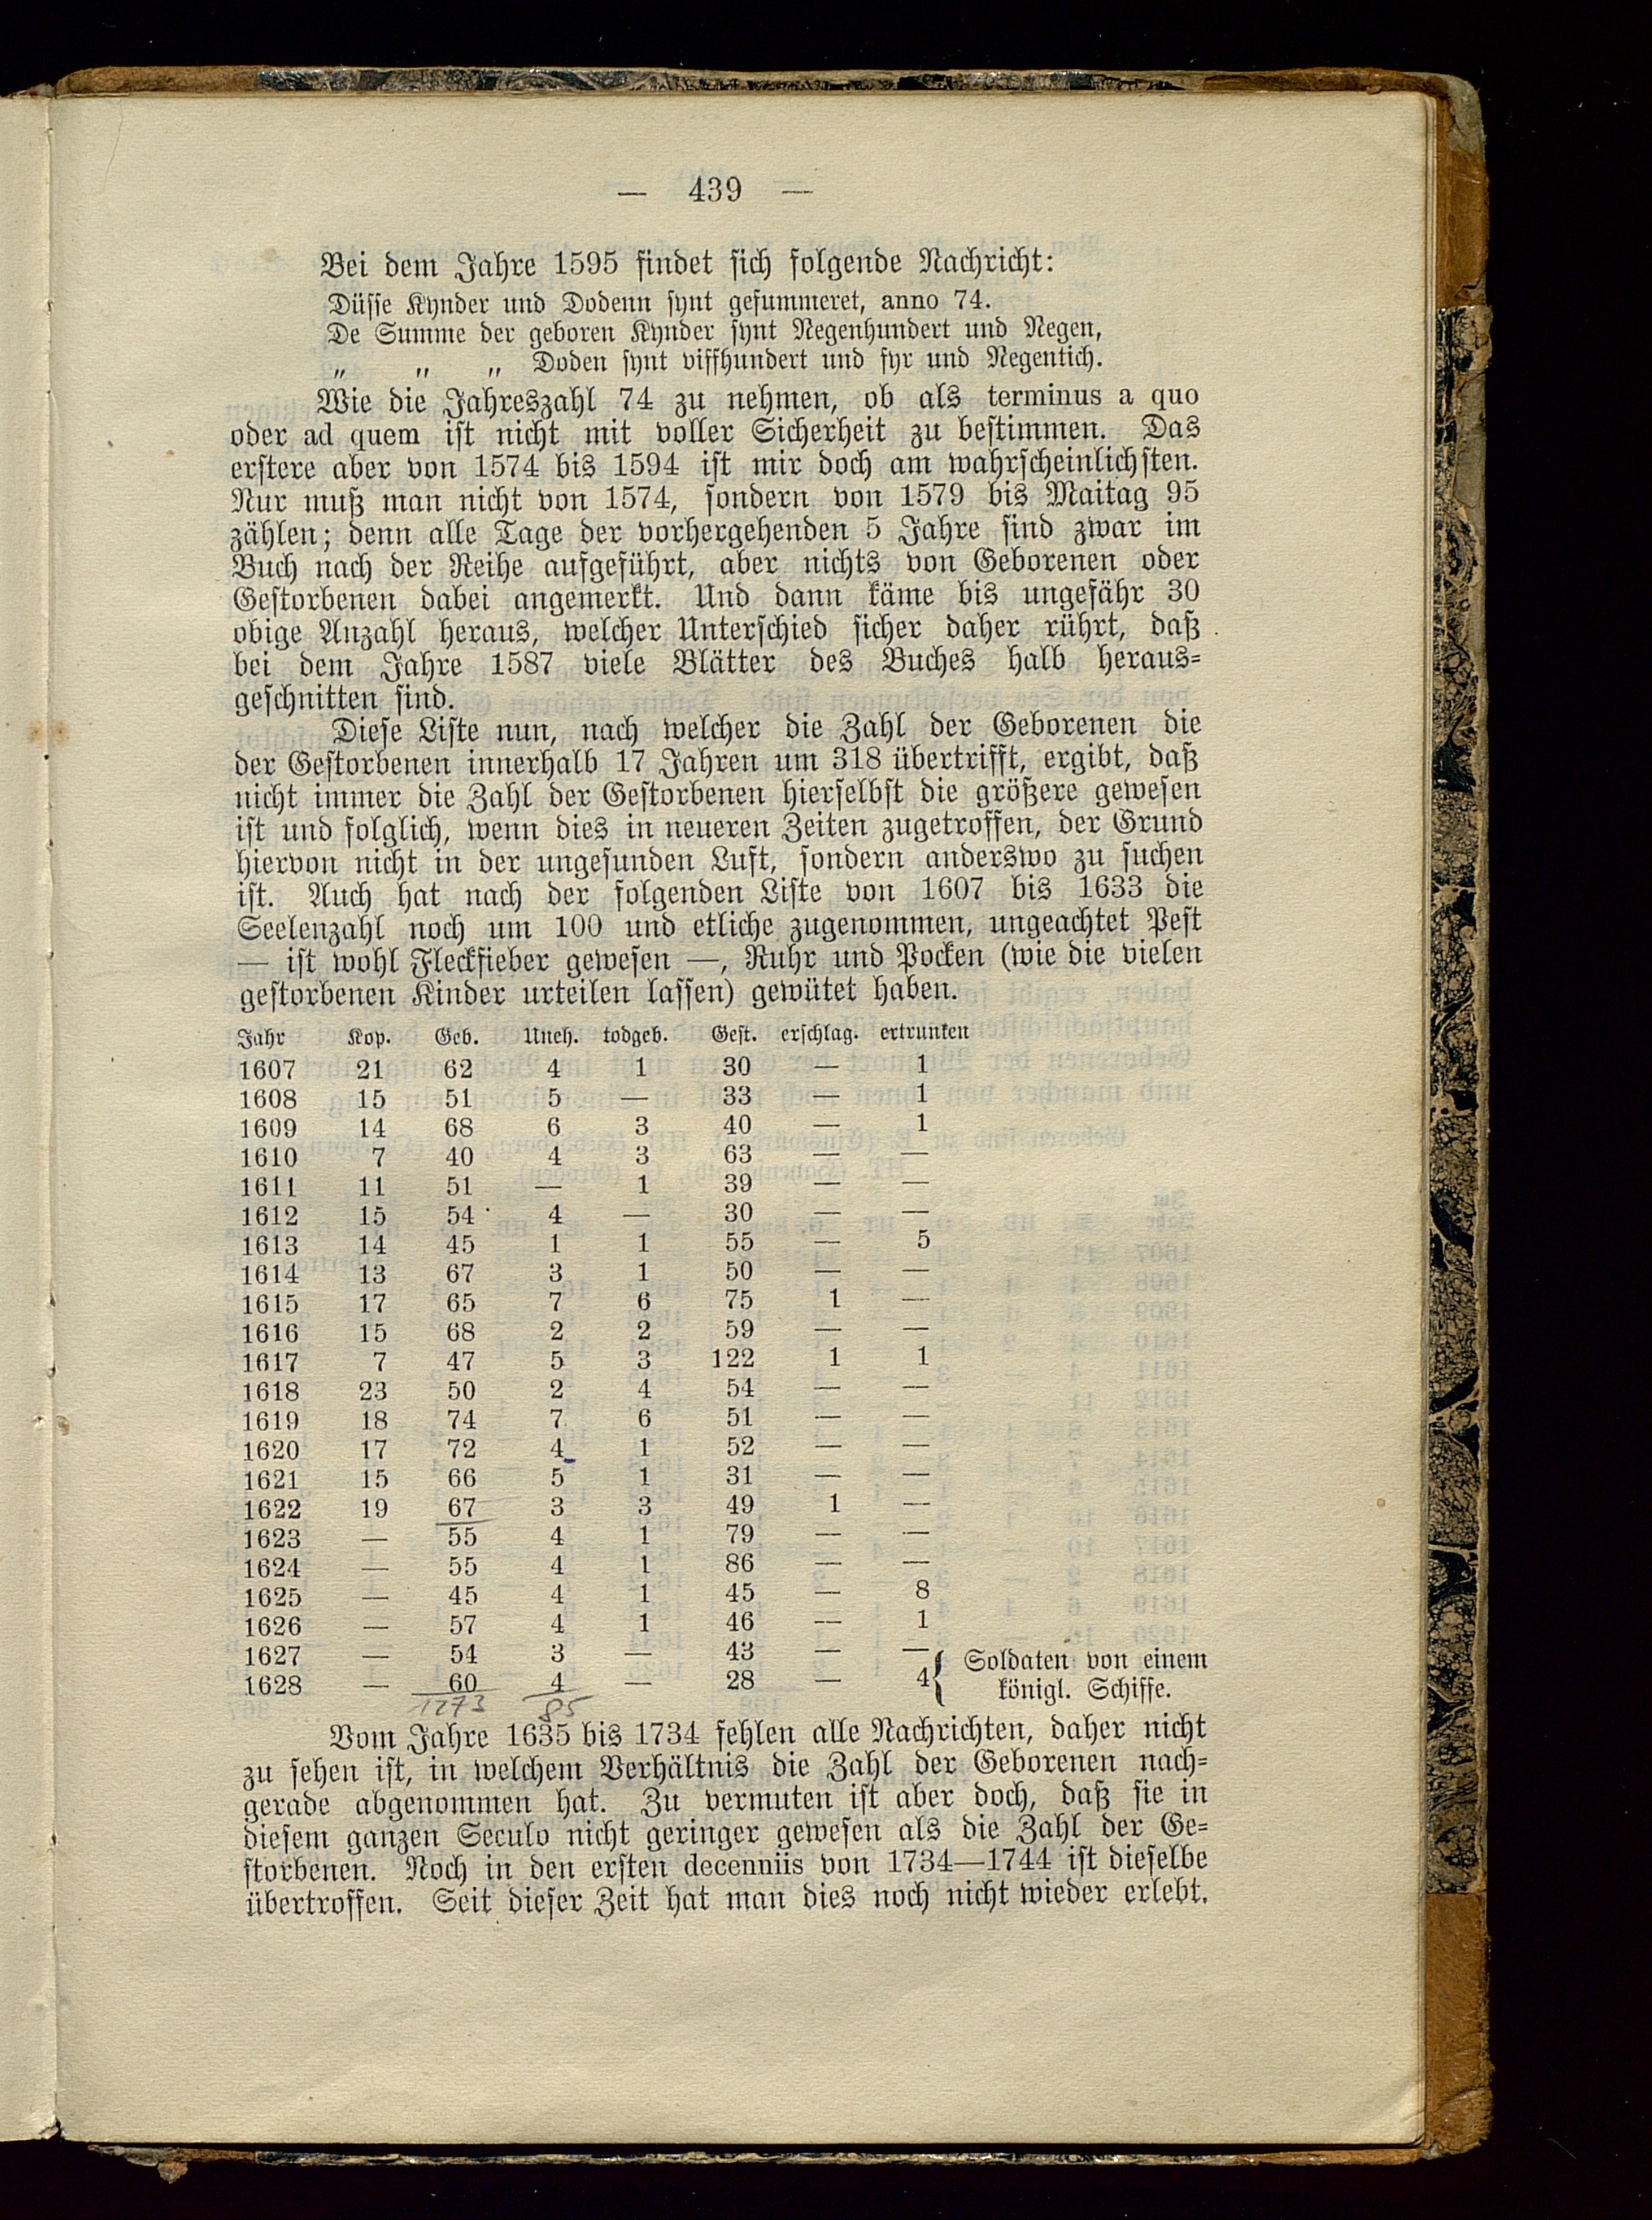 — 439 —
Bei dem Jahre 1595 findet sich folgende Nachricht:
Düsse Kynder und Dodenn synt gesummeret, anno 74.
De Summe der geboren Kynder synt Negenhundert und Negen,
„ „ „ Doden synt viffhundert und fyr und Negentich.
Wie die Jahreszahl 74 zu nehmen, ob als terminus a quo
oder ad quem ist nicht mit voller Sicherheit zu bestimmen. Das
erstere aber von 1574 bis 1594 ist mir doch am wahrscheinlichsten.
Nur muß man nicht von 1574, sondern von 1579 bis Maitag 95
zählen; denn alle Tage der vorhergehenden 5 Jahre sind zwar im
Buch nach der Reihe aufgeführt, aber nichts von Geborenen oder
Gestorbenen dabei angemerkt. Und dann käme bis ungefähr 30
obige Anzahl heraus, welcher Unterschied sicher daher rührt, daß
bei dem Jahre 1587 viele Blätter des Buches halb heraus-
geschnitten sind.
Diese Liste nun, nach welcher die Zahl der Geborenen die
der Gestorbenen innerhalb 17 Jahren um 318 übertrifft, ergibt, daß
nicht immer die Zahl der Gestorbenen hierselbst die größere gewesen
ist und folglich, wenn dies in neueren Zeiten zugetroffen, der Grund
hiervon nicht in der ungesunden Luft, sondern anderswo zu suchen
ist. Auch hat nach der folgenden Liste von 1607 bis 1633 die
Seelenzahl noch um 100 und etliche zugenommen, ungeachtet Pest
— ist wohl Fleckfieber gewesen —, Ruhr und Pocken (wie die vielen
gestorbenen Kinder urteilen lassen) gewütet haben.
Jahr Kop. Geb. Uneh. todgeb. Gest. erschlag. ertrunken
1607 21 62 4 1 30 — 1
1608 15 51 5 — 33 — 1
1609 14 68 6 3 40 — 1
1610 7 40 4 3 63 — —
1611 11 51 — 1 39 — —
1612 15 54 4 — 30 — —
1613 14 45 1 1 55 — 5
1614 13 67 3 1 50 — —
1615 17 65 7 6 75 1 —
1616 15 68 2 2 59 — —
1617 7 47 5 3 122 1 1
1618 23 50 2 4 54 — —
1619 18 74 7 6 51 — —
1620 17 72 4 1 52 — —
1621 15 66 5 1 31 — —
1622 19 67 3 3 49 1 —
1623 — 55 4 1 79 — —
1624 — 55 4 1 86 — —
1625 — 45 4 1 45 — 8
1626 — 57 4 1 46 — 1
1627 — 54 3 — 43 — — { Soldaten von einem
1628 — 60 4 — 28 — 4 königl. Schiffe.
1273 85
Vom Jahre 1635 bis 1734 fehlen alle Nachrichten, daher nicht
zu sehen ist, in welchem Verhältnis die Zahl der Geborenen nach-
gerade abgenommen hat. Zu vermuten ist aber doch, daß sie in
diesem ganzen Seculo nicht geringer gewesen als die Zahl der Ge-
storbenen. Noch in den ersten decenniis von 1734—1744 ist dieselbe
übertroffen. Seit dieser Zeit hat man dies noch nicht wieder erlebt.